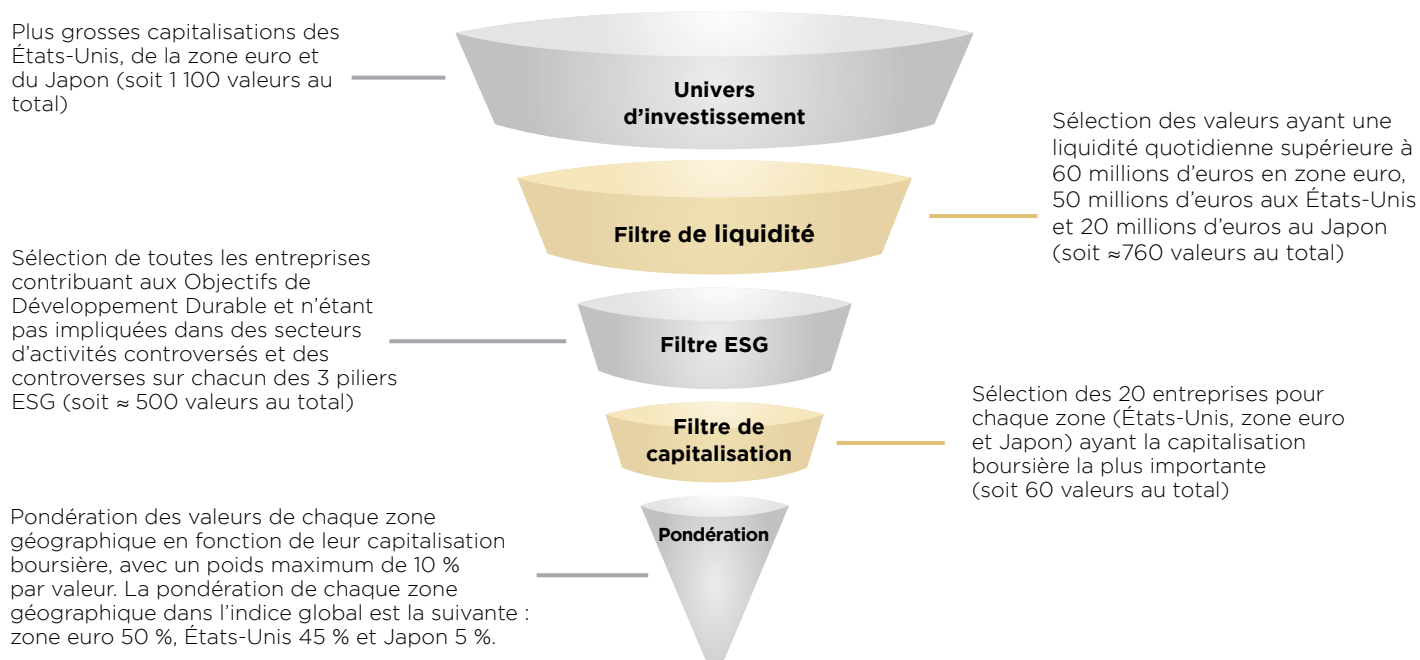 Plus grosses capitalisations des
États-Unis, de la zone euro et
du Japon (soit 1 100 valeurs au
total)
Univers
d’investissement
Sélection des valeurs ayant une
liquidité quotidienne supérieure à
60 millions d’euros en zone euro,
50 millions d’euros aux États-Unis
et 20 millions d’euros au Japon
(soit ≈760 valeurs au total)
Filtre de liquidité
Sélection de toutes les entreprises
contribuant aux Objectifs de
Développement Durable et n’étant
pas impliquées dans des secteurs
d’activités controversés et des
controverses sur chacun des 3 piliers
ESG (soit ≈ 500 valeurs au total)
Filtre ESG
Sélection des 20 entreprises pour
chaque zone (États-Unis, zone euro
et Japon) ayant la capitalisation
boursière la plus importante
(soit 60 valeurs au total)
Filtre de
capitalisation
Pondération des valeurs de chaque zone
géographique en fonction de leur capitalisation
boursière, avec un poids maximum de 10 %
par valeur. La pondération de chaque zone
géographique dans l’indice global est la suivante :
zone euro 50 %, États-Unis 45 % et Japon 5 %.
Pondération